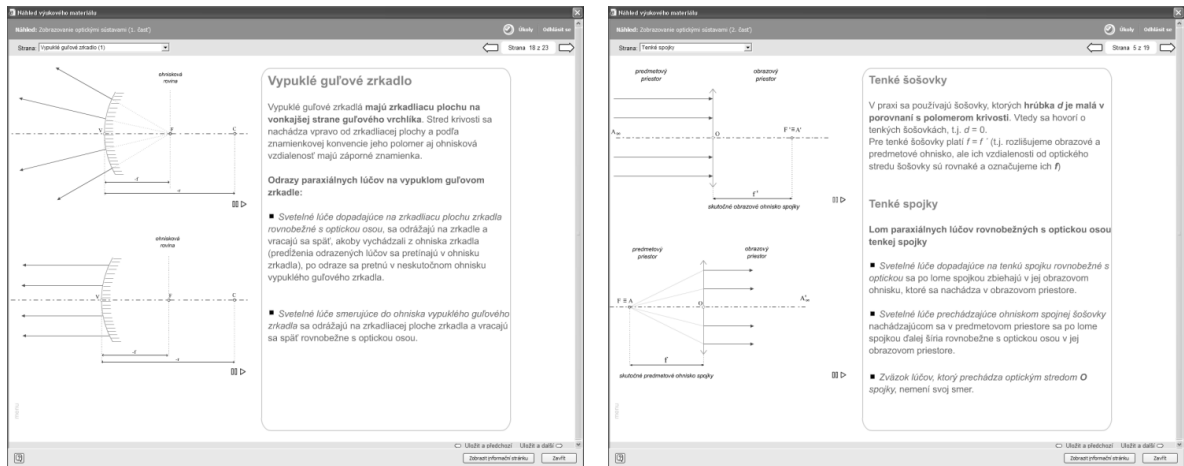 Náhled výukového materiálu
Náhled: Zobrazovanie optickými sústavami (1. časť)
Úkoly Odhlásit se
Strana: Vypuklé guľové zrkadlo (1)
Strana 18 z 23
ohnisková
rovina
V F C
-f
-r
ohnisková
rovina
V F C
-f
-r
Vypuklé guľové zrkadlo
Vypuklé guľové zrkadlá majú zrkadliacu plochu na
vonkajšej strane guľového vrchlíka. Stred krivosti sa
nachádza vpravo od zrkadliacej plochy a podľa
znamienkovej konvencie jeho polomer aj ohnisková
vzdialenosť majú záporné znamienka.
Odrazy paraxiálnych lúčov na vypuklom guľovom
zrkadle:
Svetelné lúče dopadajúce na zrkadliacu plochu zrkadla
rovnobežné s optickou osou, sa odrážajú na zrkadle a
vracajú sa späť, akoby vychádzali z ohniska zrkadla
(predĺženia odrazených lúčov sa pretínajú v ohnisku
zrkadla), po odraze sa pretnú v neskutočnom ohnisku
vypuklého guľového zrkadla.
Svetelné lúče smerujúce do ohniska vypuklého guľového
zrkadla sa odrážajú na zrkadliacej ploche zrkadla a vracajú
sa späť rovnobežne s optickou osou.
Uložit a předchozí Uložit a další
Zobrazit informační stránku Zavřít
Náhled výukového materiálu
Náhled: Zobrazovanie optickými sústavami (2. časť)
Úkoly Odhlásit se
Strana: Tenké spojky
Strana 5 z 19
predmetový
priestor
obrazový
priestor
A∞ O F'≡A'
f'
skutočné obrazové ohnisko spojky
predmetový
priestor
obrazový
priestor
F≡A O A'∞
f
skutočné predmetové ohnisko spojky
Tenké šošovky
V praxi sa používajú šošovky, ktorých hrúbka d je malá v
porovnaní s polomerom krivosti. Vtedy sa hovorí o
tenkých šošovkách, t.j. d = 0.
Pre tenké šošovky platí f = f ´ (t.j. rozlišujeme obrazové a
predmetové ohnisko, ale ich vzdialenosti od optického
stredu šošovky sú rovnaké a označujeme ich f)
Tenké spojky
Lom paraxiálnych lúčov rovnobežných s optickou osou
tenkej spojky
Svetelné lúče dopadajúce na tenkú spojku rovnobežné s
optickou sa po lome spojkou zbiehajú v jej obrazovom
ohnisku, ktoré sa nachádza v obrazovom priestore.
Svetelné lúče prechádzajúce ohniskom spojnej šošovky
nachádzajúcom sa v predmetovom priestore sa po lome
spojkou ďalej šíria rovnobežne s optickou osou v jej
obrazovom priestore.
Zväzok lúčov, ktorý prechádza optickým stredom O
spojky, nemení svoj smer.
Uložit a předchozí Uložit a další
Zobrazit informační stránku Zavřít